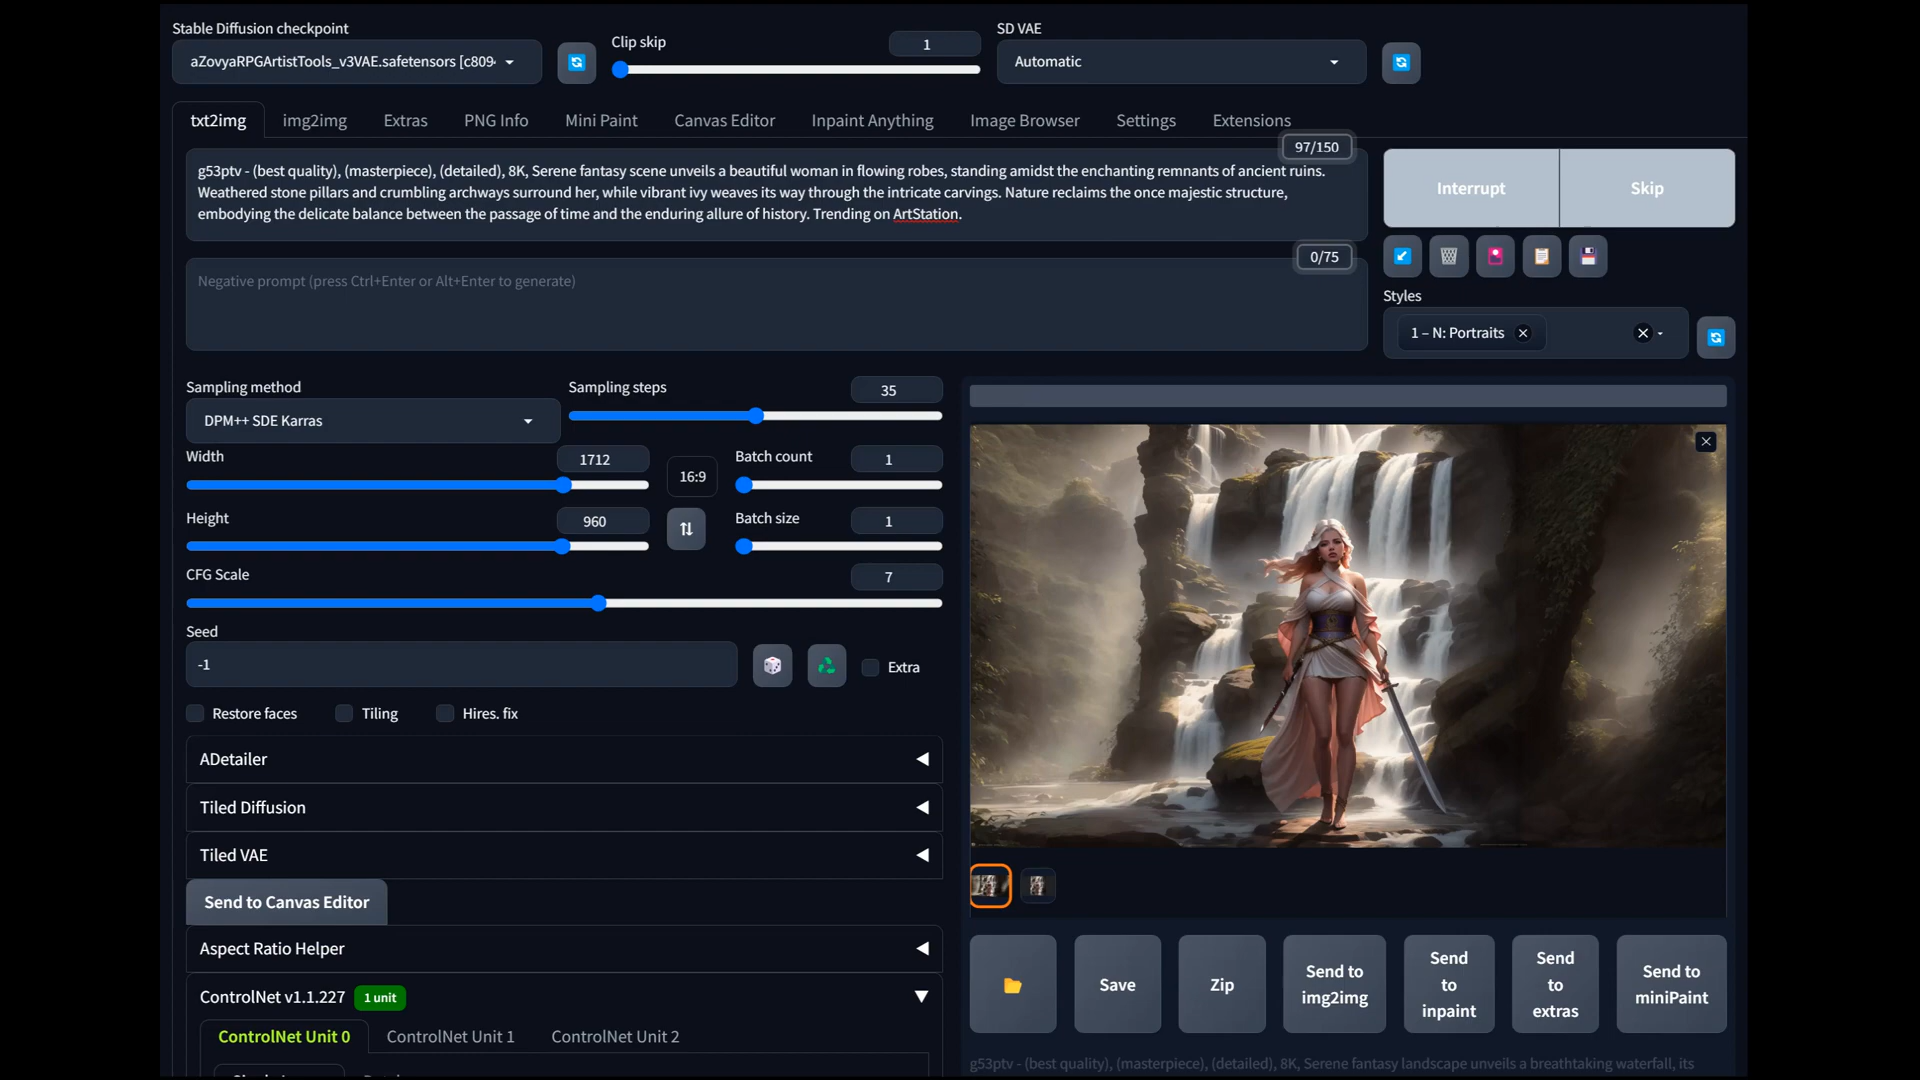 Stable Diffusion checkpoint
aZovyaRPGArtistTools_v3VAE.safetensors [c809
Clip skip
1
SD VAE
Automatic
txt2img
img2img
Extras
PNG Info
Mini Paint
Canvas Editor
Inpaint Anything
Image Browser
Settings
Extensions
97/150
g53ptv - (best quality), (masterpiece), (detailed), 8K, Serene fantasy scene unveils a beautiful woman in flowing robes, standing amidst the enchanting remnants of ancient ruins.
Weathered stone pillars and crumbling archways surround her, while vibrant ivy weaves its way through the intricate carvings. Nature reclaims the once majestic structure,
embodying the delicate balance between the passage of time and the enduring allure of history. Trending on ArtStation.
Interrupt
Skip
0/75
Negative prompt (press Ctrl+Enter or Alt+Enter to generate)
Styles
1 – N: Portraits
Sampling method
DPM++ SDE Karras
Sampling steps
35
Width
1712
16:9
Batch count
1
Height
960
Batch size
1
CFG Scale
7
Seed
-1
Extra
Restore faces
Tiling
Hires. fix
ADetailer
Tiled Diffusion
Tiled VAE
Send to Canvas Editor
Aspect Ratio Helper
ControlNet v1.1.227
1 unit
ControlNet Unit 0
ControlNet Unit 1
ControlNet Unit 2
Save
Zip
Send to
img2img
Send
to
inpaint
Send
to
extras
Send to
miniPaint
g53ptv - (best quality), (masterpiece), (detailed), 8K, Serene fantasy landscape unveils a breathtaking waterfall, its